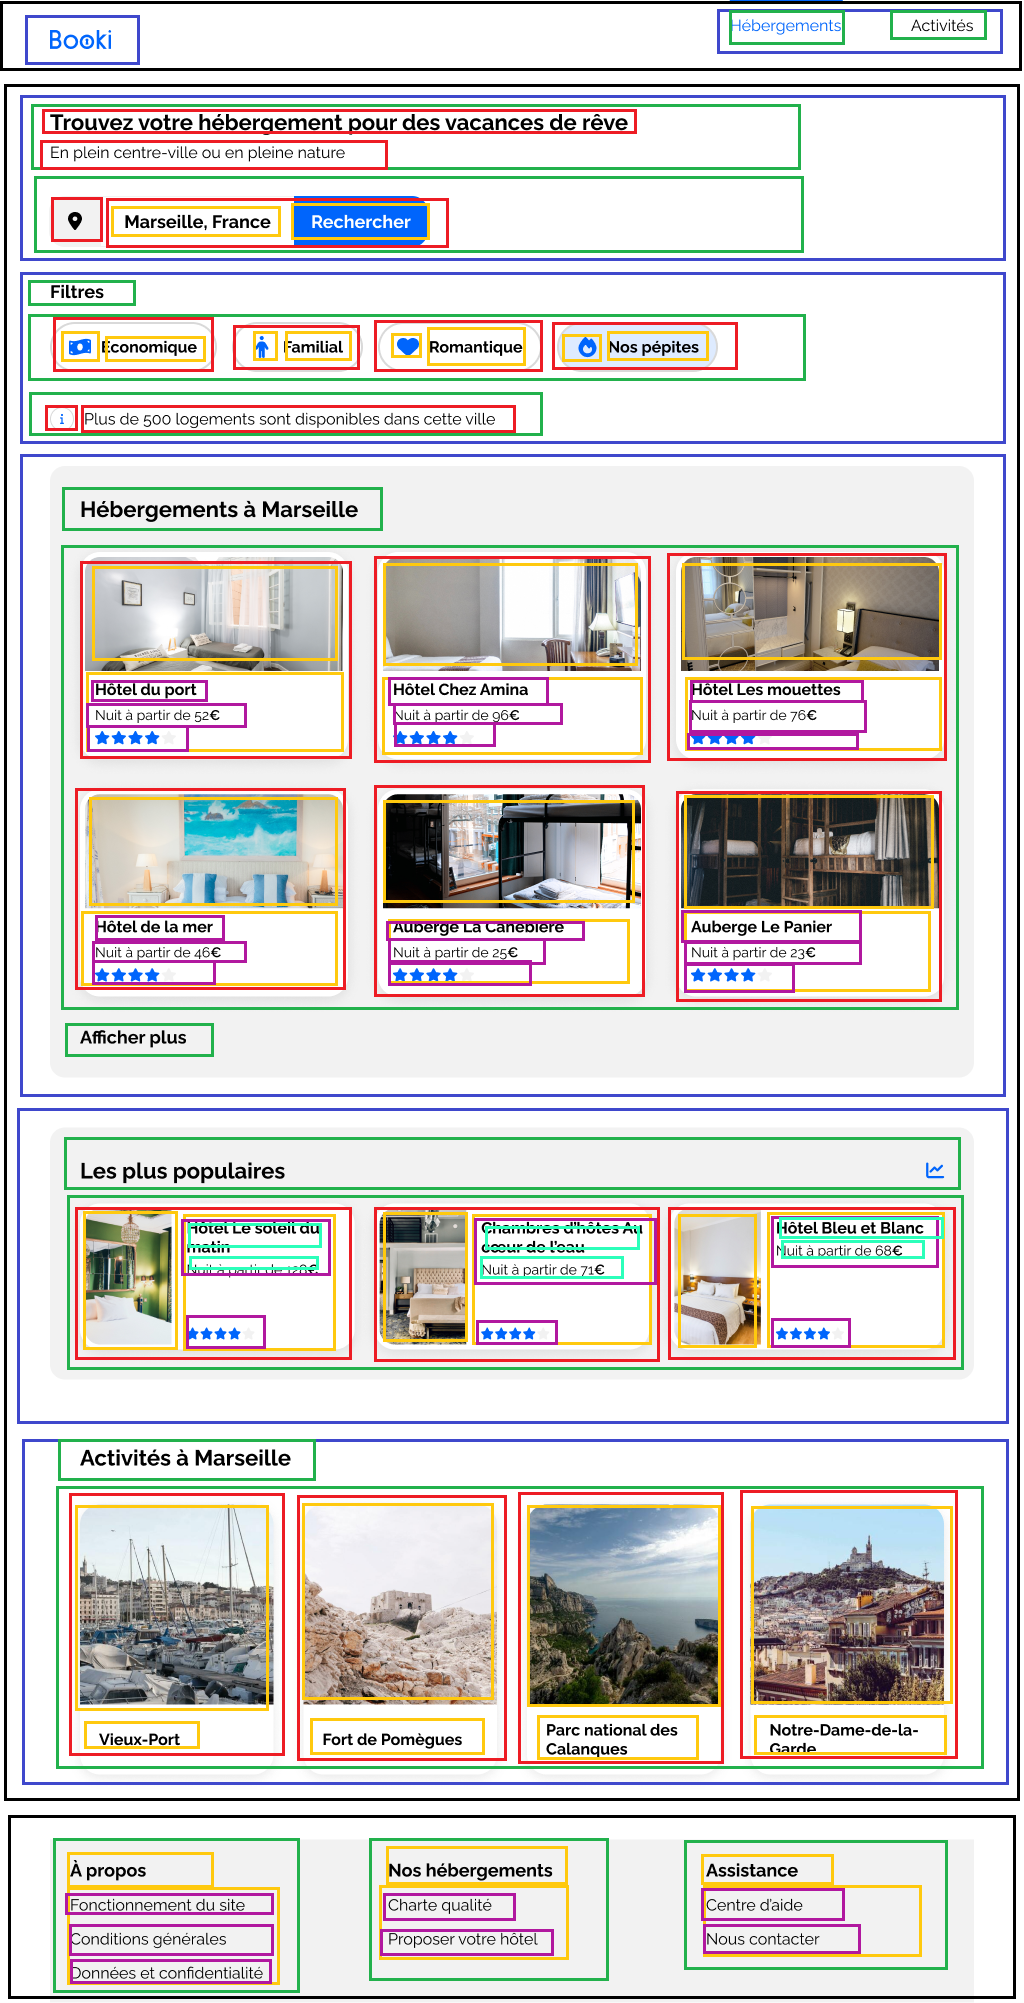 Booki
Hébergements
Activités
Trouvez votre hébergement pour des vacances de rêve
En plein centre-ville ou en pleine nature
Marseille, France
Rechercher
Filtres
Économique
Familial
Romantique
Nos pépites
Plus de 500 logements sont disponibles dans cette ville
Hébergements à Marseille
Hôtel du port
Nuit à partir de 52€
Hôtel Chez Amina
Nuit à partir de 96€
Hôtel Les mouettes
Nuit à partir de 76€
Hôtel de la mer
Nuit à partir de 46€
Auberge La Canebière
Nuit à partir de 25€
Auberge Le Panier
Nuit à partir de 23€
Afficher plus
Les plus populaires
Hôtel Le soleil du
matin
Nuit à partir de 128€
Chambres d'hôtes Au
cœur de l'eau
Nuit à partir de 71€
Hôtel Bleu et Blanc
Nuit à partir de 68€
Activités à Marseille
Vieux-Port
Fort de Pomègues
Parc national des
Calanques
Notre-Dame-de-la-
Garde
À propos
Fonctionnement du site
Conditions générales
Données et confidentialité
Nos hébergements
Charte qualité
Proposer votre hôtel
Assistance
Centre d'aide
Nous contacter